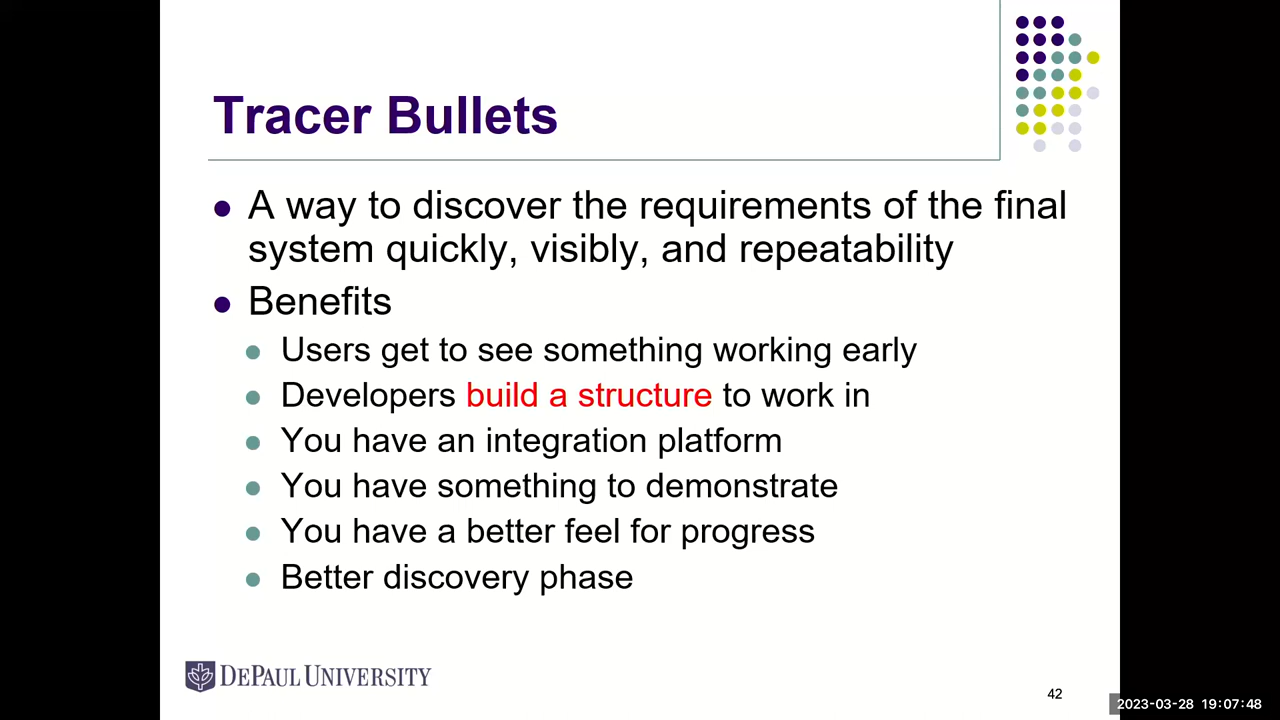 Tracer Bullets
A way to discover the requirements of the final
system quickly, visibly, and repeatability
Benefits
Users get to see something working early
Developers build a structure to work in
You have an integration platform
You have something to demonstrate
You have a better feel for progress
Better discovery phase
DEPAUL UNIVERSITY
42
2023-03-28 19:07:48